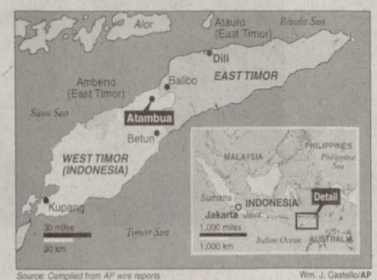 Alor
Atauro
(East Timor)
Banda Sea
Dili
Ambeno
(East Timor)
Balibo
EAST TIMOR
Savu Sea
Atambua
Betun
WEST TIMOR
(INDONESIA)
Kupang
30 miles
30 km
Timor Sea
PHILIPPINES
MALAYSIA
Philippine
Sea
Sumatra
INDONESIA
Detail
Jakarta
1,000 miles
1,000 km
Indian Ocean
AUSTRALIA
Source: Compiled from AP wire reports
Wm. J. Castello/AP